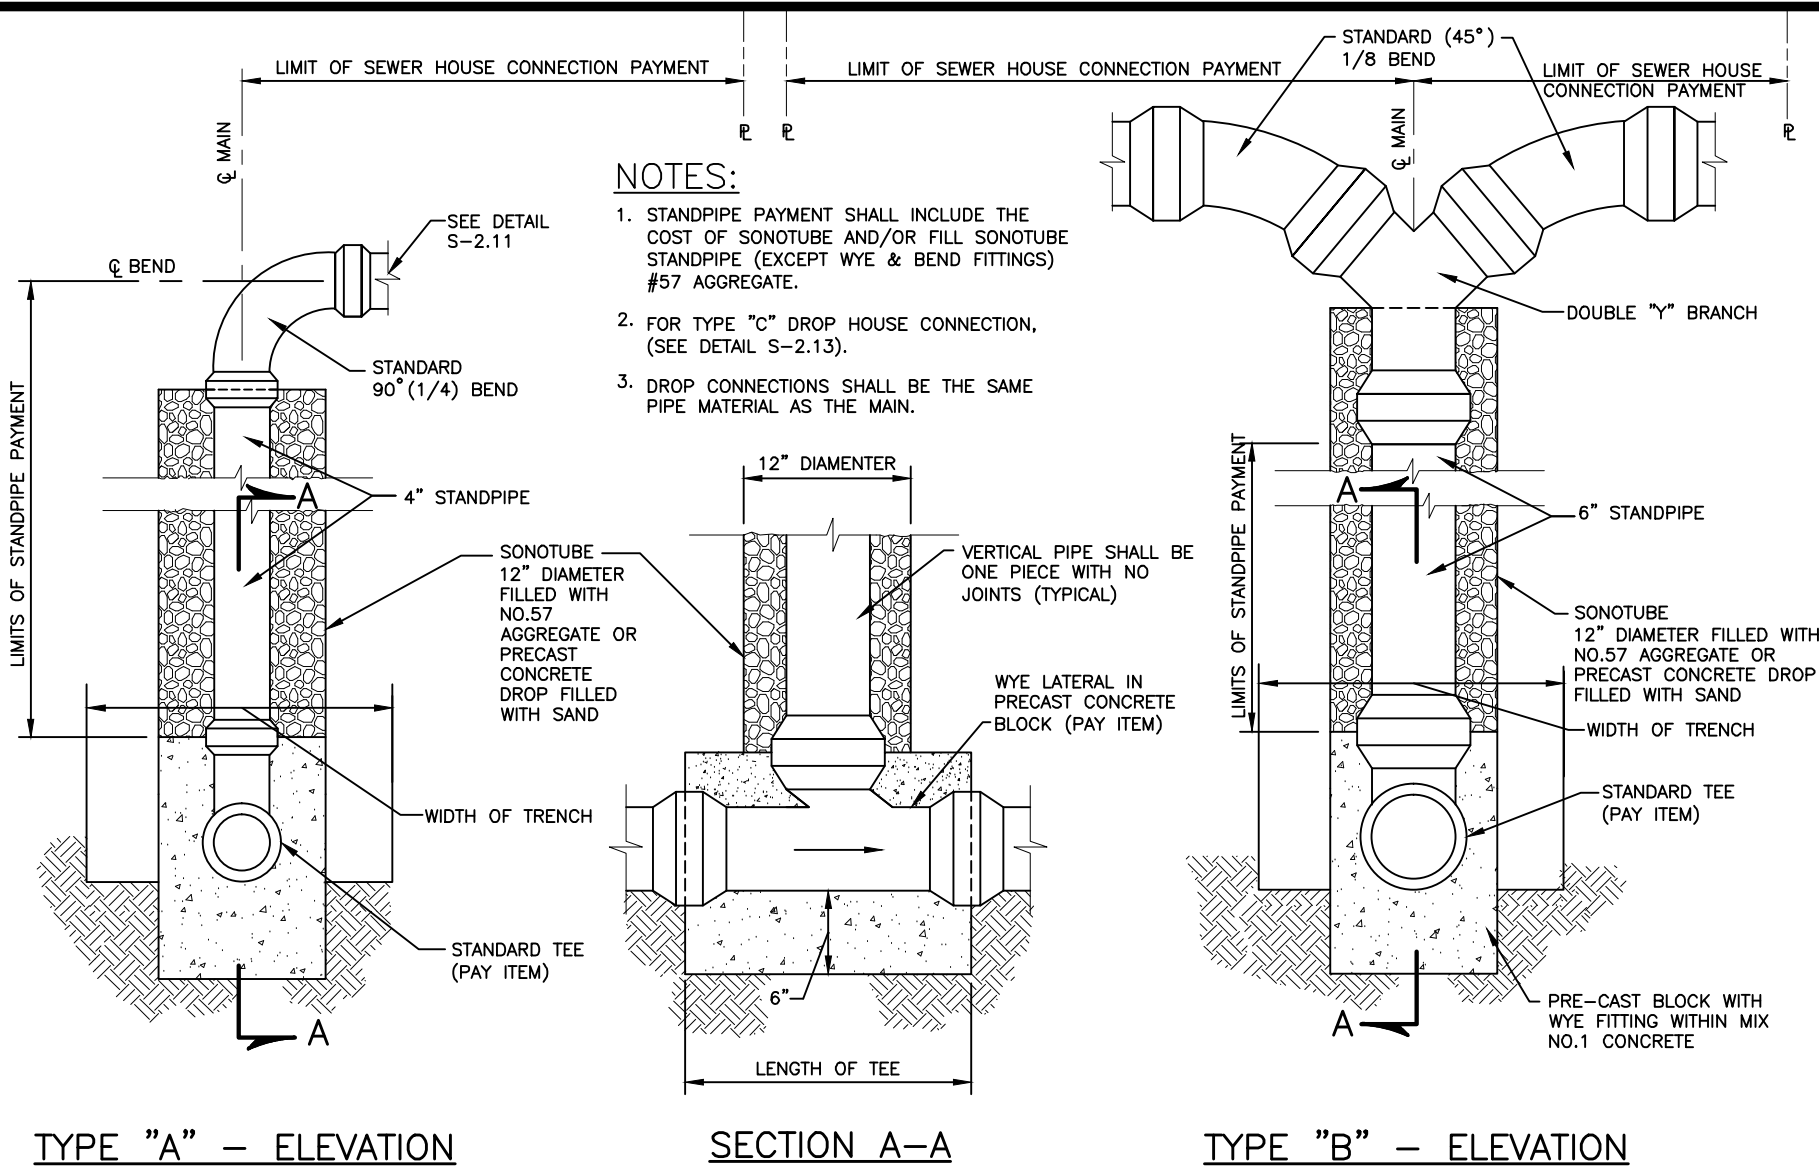 LIMIT OF SEWER HOUSE CONNECTION PAYMENT
LIMIT OF SEWER HOUSE CONNECTION PAYMENT
STANDARD (45°)
1/8 BEND
LIMIT OF SEWER HOUSE
CONNECTION PAYMENT
℄ MAIN
⅊
⅊
℄ MAIN
⅊
NOTES:
1. STANDPIPE PAYMENT SHALL INCLUDE THE
COST OF SONOTUBE AND/OR FILL SONOTUBE
STANDPIPE (EXCEPT WYE & BEND FITTINGS)
#57 AGGREGATE.
2. FOR TYPE "C" DROP HOUSE CONNECTION,
(SEE DETAIL S-2.13).
3. DROP CONNECTIONS SHALL BE THE SAME
PIPE MATERIAL AS THE MAIN.
SEE DETAIL
S-2.11
℄ BEND
STANDARD
90°(1/4) BEND
LIMITS OF STANDPIPE PAYMENT
A
4" STANDPIPE
SONOTUBE
12" DIAMETER
FILLED WITH
NO.57
AGGREGATE OR
PRECAST
CONCRETE
DROP FILLED
WITH SAND
WIDTH OF TRENCH
STANDARD TEE
(PAY ITEM)
A
12" DIAMENTER
VERTICAL PIPE SHALL BE
ONE PIECE WITH NO
JOINTS (TYPICAL)
WYE LATERAL IN
PRECAST CONCRETE
BLOCK (PAY ITEM)
6"
LENGTH OF TEE
DOUBLE "Y" BRANCH
LIMITS OF STANDPIPE PAYMENT
A
6" STANDPIPE
SONOTUBE
12" DIAMETER FILLED WITH
NO.57 AGGREGATE OR
PRECAST CONCRETE DROP
FILLED WITH SAND
WIDTH OF TRENCH
STANDARD TEE
(PAY ITEM)
PRE-CAST BLOCK WITH
WYE FITTING WITHIN MIX
NO.1 CONCRETE
A
TYPE "A" - ELEVATION
SECTION A-A
TYPE "B" - ELEVATION